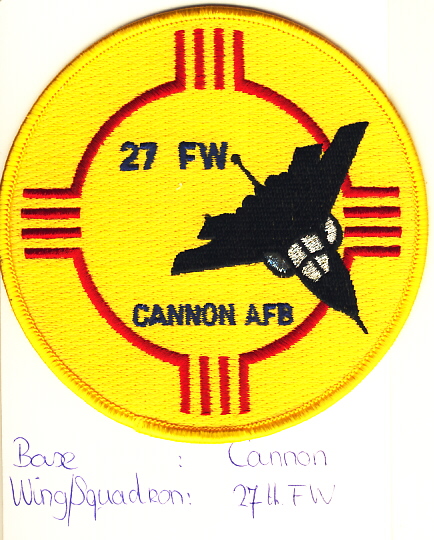 27 FW
CANNON AFB
Base : Cannon
Wing/Squadron: 27th FW